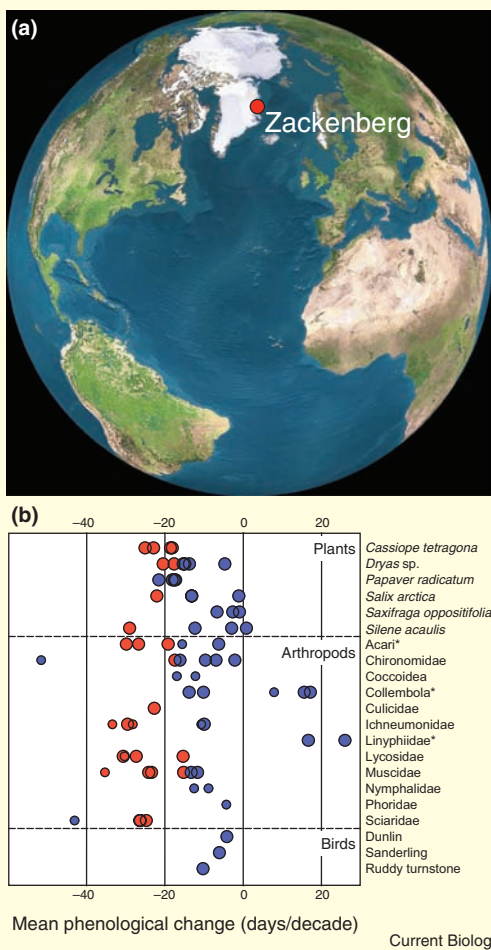 (a)
Zackenberg
(b)
−40 −20 0 20
Plants
Cassiope tetragona
Dryas sp.
Papaver radicatum
Salix arctica
Saxifraga oppositifolia
Silene acaulis
Arthropods
Acari*
Chironomidae
Coccoidea
Collembola*
Culicidae
Ichneumonidae
Linyphiidae*
Lycosidae
Muscidae
Nymphalidae
Phoridae
Sciaridae
Birds
Dunlin
Sanderling
Ruddy turnstone
−40 −20 0 20
Mean phenological change (days/decade)
Current Biology